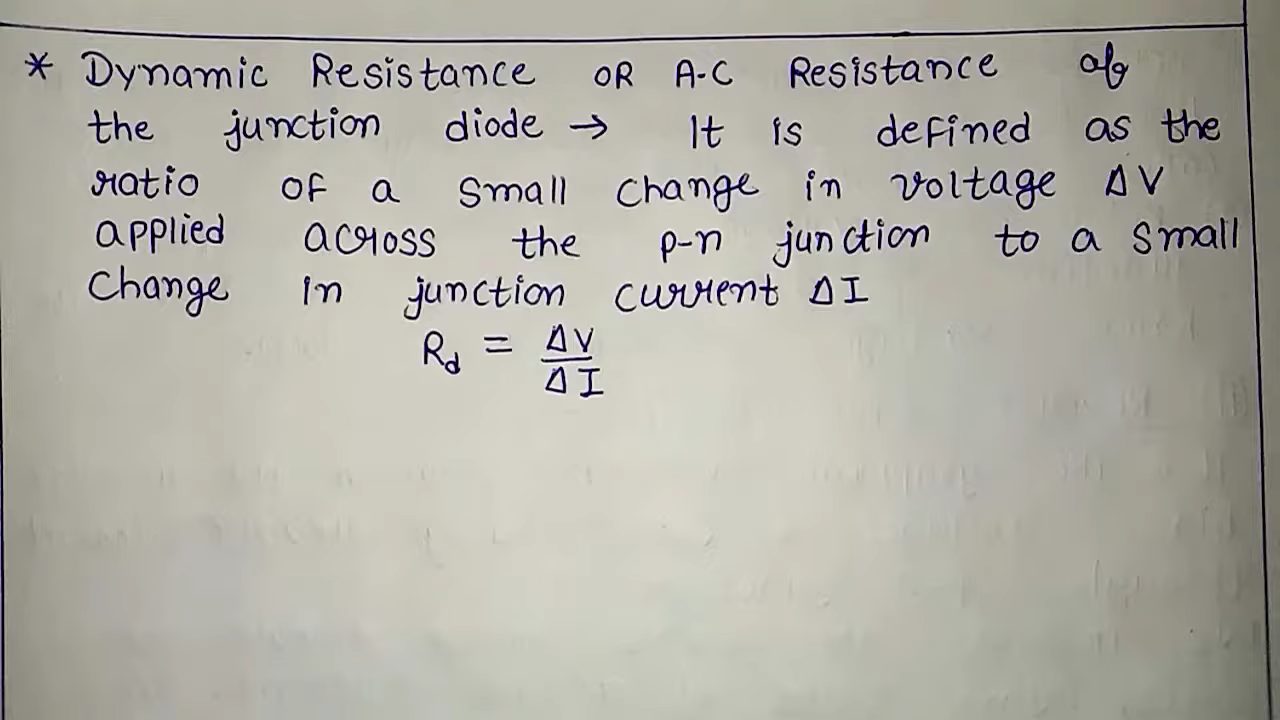 * Dynamic Resistance OR A-C Resistance of
the junction diode → It is defined as the
ratio of a small change in voltage ΔV
applied across the p-n junction to a small
change in junction current ΔI
R_d = ΔV/ΔI